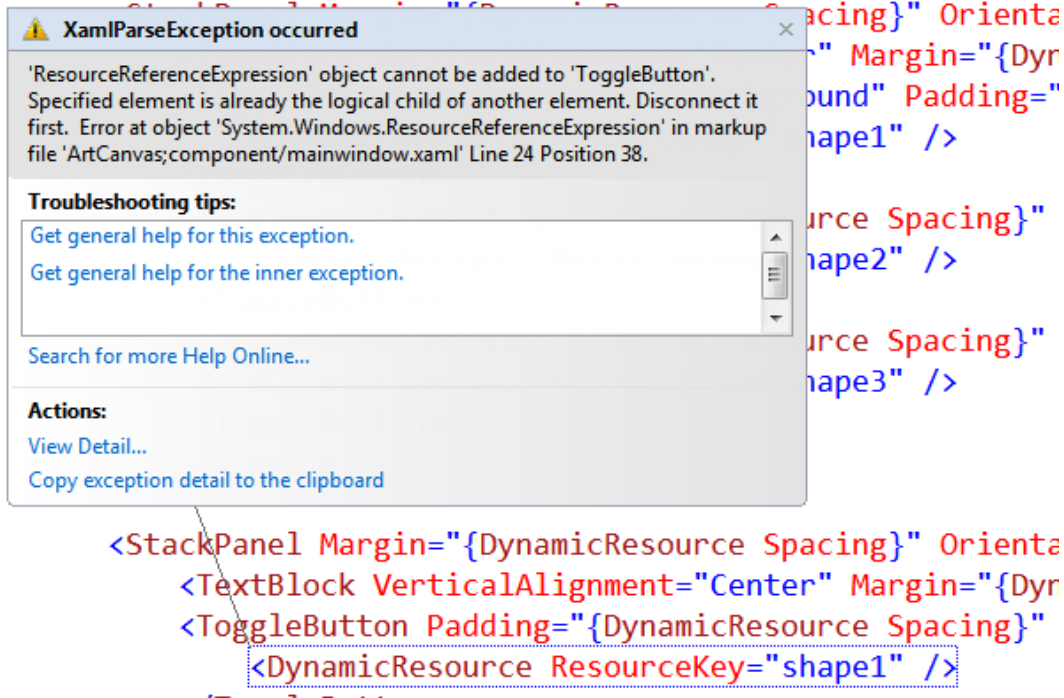 acing}" Orienta
XamlParseException occurred
" Margin="{Dyn
'ResourceReferenceExpression' object cannot be added to 'ToggleButton'.
Specified element is already the logical child of another element. Disconnect it
first. Error at object 'System.Windows.ResourceReferenceExpression' in markup
file 'ArtCanvas;component/mainwindow.xaml' Line 24 Position 38.
ound" Padding="
hape1" />
Troubleshooting tips:
urce Spacing}"
Get general help for this exception.
hape2" />
Get general help for the inner exception.
urce Spacing}"
Search for more Help Online...
hape3" />
Actions:
View Detail...
Copy exception detail to the clipboard
<StackPanel Margin="{DynamicResource Spacing}" Orienta
<TextBlock VerticalAlignment="Center" Margin="{Dyn
<ToggleButton Padding="{DynamicResource Spacing}"
<DynamicResource ResourceKey="shape1" />